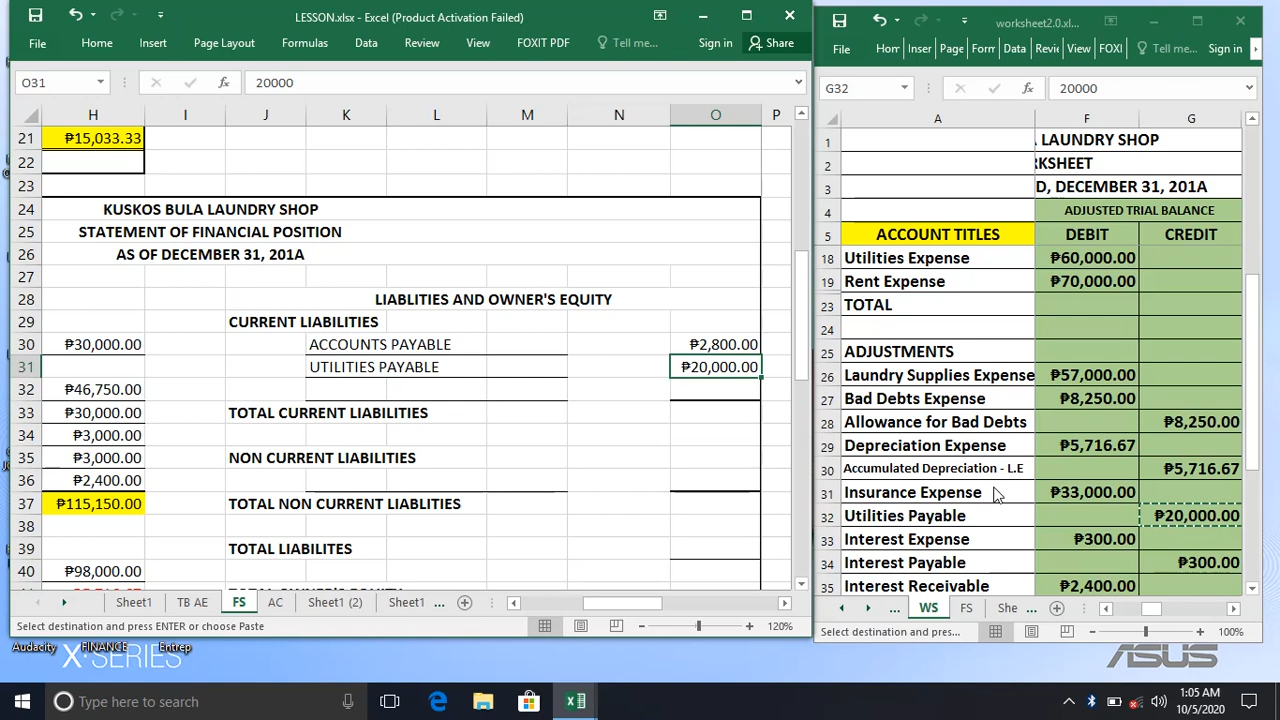 LESSON.xlsx - Excel (Product Activation Failed)
File Home Insert Page Layout Formulas Data Review View FOXIT PDF Tell me... Sign in Share
O31 fx 20000
H I J K L M N O P
21 ₱15,033.33
22
23
24 KUSKOS BULA LAUNDRY SHOP
25 STATEMENT OF FINANCIAL POSITION
26 AS OF DECEMBER 31, 201A
27
28 LIABLITIES AND OWNER'S EQUITY
29 CURRENT LIABILITIES
30 ₱30,000.00 ACCOUNTS PAYABLE ₱2,800.00
31 UTILITIES PAYABLE ₱20,000.00
32 ₱46,750.00
33 ₱30,000.00 TOTAL CURRENT LIABILITIES
34 ₱3,000.00
35 ₱3,000.00 NON CURRENT LIABILITIES
36 ₱2,400.00
37 ₱115,150.00 TOTAL NON CURRENT LIABLITIES
38
39 TOTAL LIABILITES
40 ₱98,000.00
Sheet1 TB AE FS AC Sheet1 (2) Sheet1 ...
Select destination and press ENTER or choose Paste 120%
worksheet2.0.xl...
File Hom Inser Page Form Data Revie View FOXI Tell me... Sign in
G32 fx 20000
A F G
1 LAUNDRY SHOP
2 RKSHEET
3 D, DECEMBER 31, 201A
4 ADJUSTED TRIAL BALANCE
5 ACCOUNT TITLES DEBIT CREDIT
18 Utilities Expense ₱60,000.00
19 Rent Expense ₱70,000.00
23 TOTAL
24
25 ADJUSTMENTS
26 Laundry Supplies Expense ₱57,000.00
27 Bad Debts Expense ₱8,250.00
28 Allowance for Bad Debts ₱8,250.00
29 Depreciation Expense ₱5,716.67
30 Accumulated Depreciation - L.E ₱5,716.67
31 Insurance Expense ₱33,000.00
32 Utilities Payable ₱20,000.00
33 Interest Expense ₱300.00
34 Interest Payable ₱300.00
35 Interest Receivable ₱2,400.00
... WS FS She ...
Select destination and pres... 100%
Audacity FINANCE Entrep
X-SERIES
ASUS
Type here to search
1:05 AM
10/5/2020